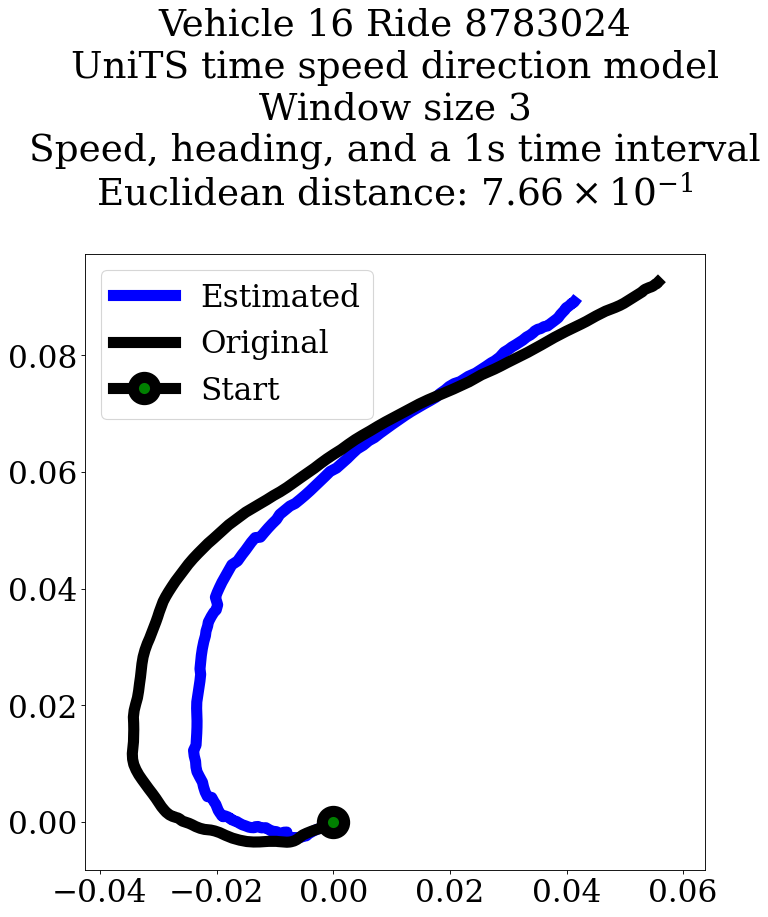 Vehicle 16 Ride 8783024
UniTS time speed direction model
Window size 3
Speed, heading, and a 1s time interval
Euclidean distance: 7.66 × 10⁻¹
Estimated
Original
Start
0.08
0.06
0.04
0.02
0.00
−0.04 −0.02 0.00 0.02 0.04 0.06